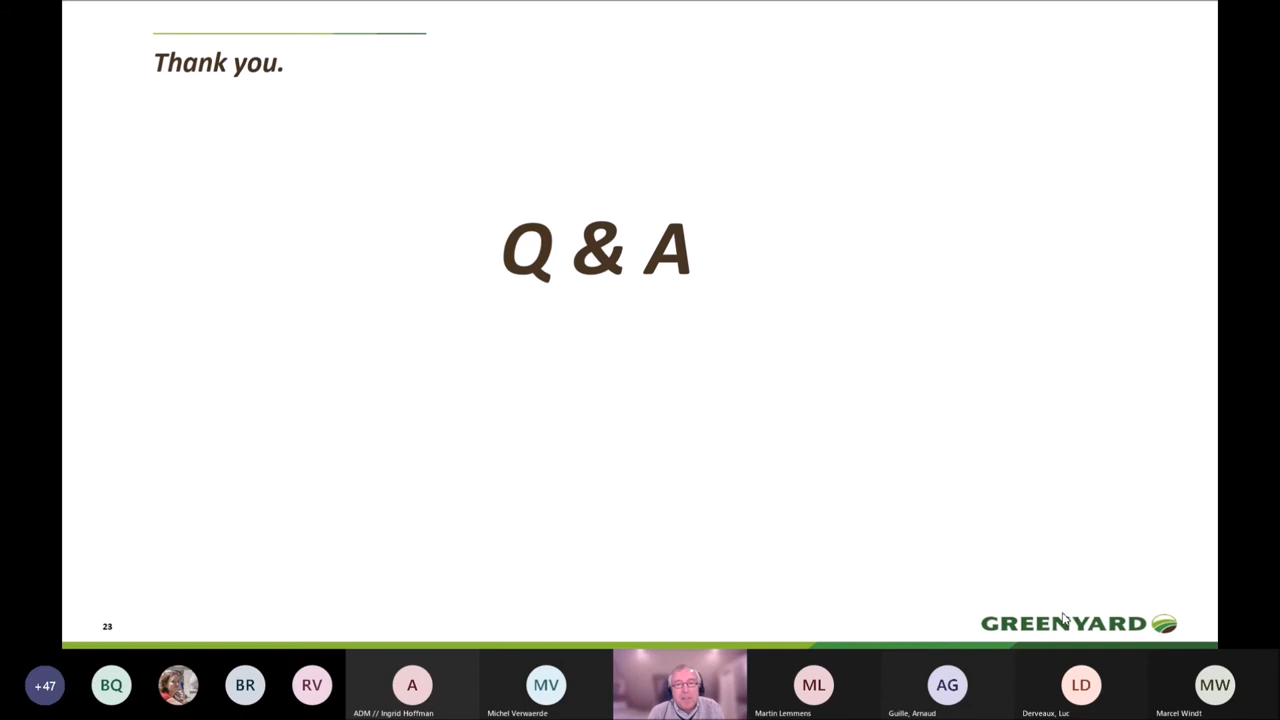 Thank you.
Q & A
23
GREENYARD
+47
BQ
BR
RV
A
MV
ML
AG
LD
MW
ADM // Ingrid Hoffman
Michel Verwaerde
Martin Lemmens
Guille, Arnaud
Derveaux, Luc
Marcel Windt